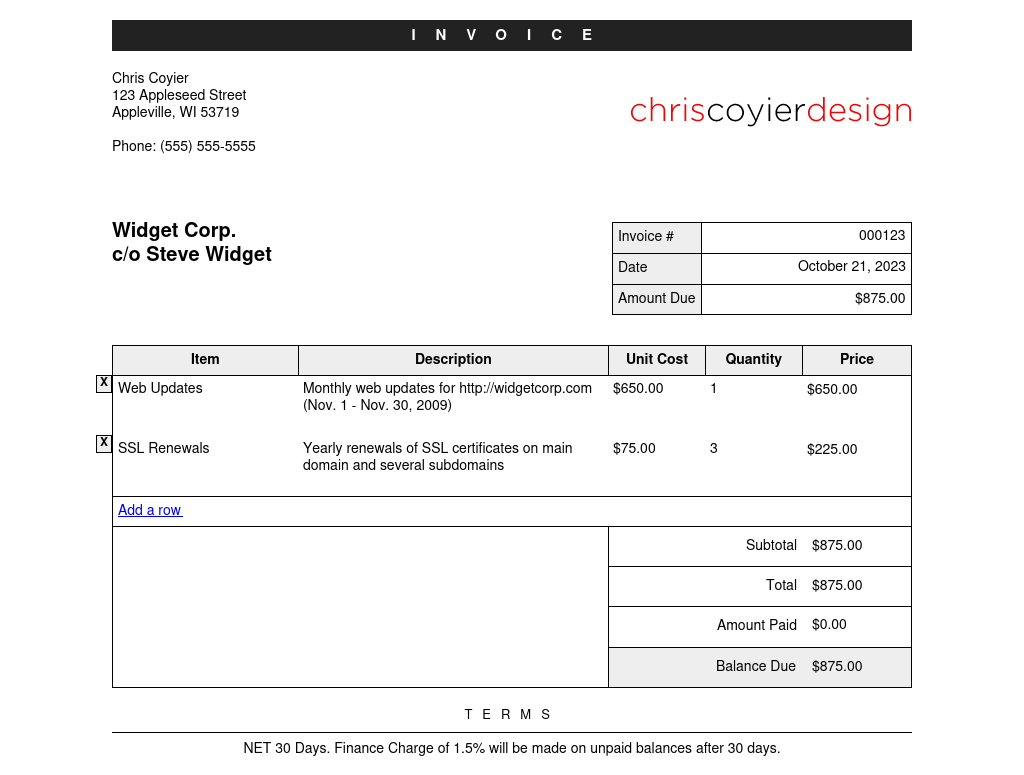 I N V O I C E
Chris Coyier
123 Appleseed Street
Appleville, WI 53719
Phone: (555) 555-5555
chriscoyierdesign
Widget Corp.
c/o Steve Widget
Invoice # 000123
Date October 21, 2023
Amount Due $875.00
Item Description Unit Cost Quantity Price
X Web Updates Monthly web updates for http://widgetcorp.com $650.00 1 $650.00
(Nov. 1 - Nov. 30, 2009)
X SSL Renewals Yearly renewals of SSL certificates on main $75.00 3 $225.00
domain and several subdomains
Add a row
Subtotal $875.00
Total $875.00
Amount Paid $0.00
Balance Due $875.00
T E R M S
NET 30 Days. Finance Charge of 1.5% will be made on unpaid balances after 30 days.